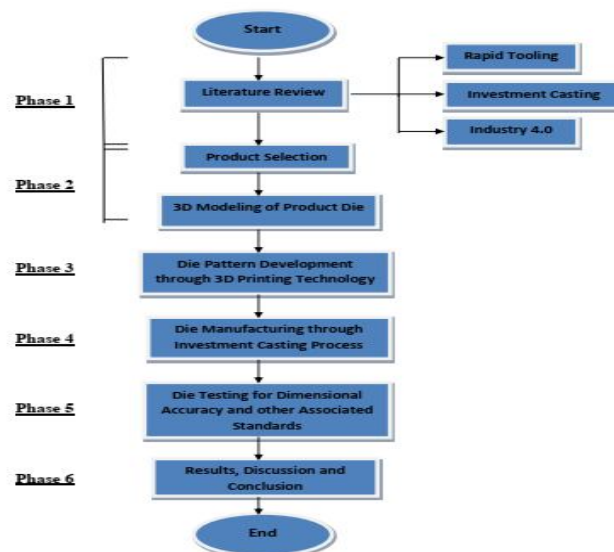 Start
Phase 1
Literature Review
Rapid Tooling
Investment Casting
Industry 4.0
Phase 2
Product Selection
3D Modeling of Product Die
Phase 3
Die Pattern Development
through 3D Printing Technology
Phase 4
Die Manufacturing through
Investment Casting Process
Phase 5
Die Testing for Dimensional
Accuracy and other Associated
Standards
Phase 6
Results, Discussion and
Conclusion
End